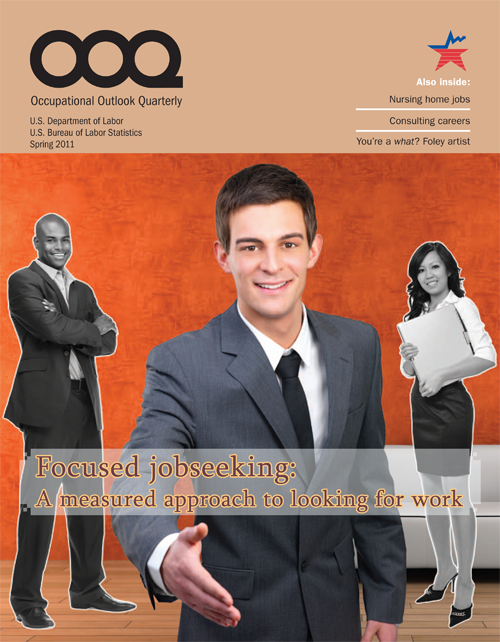 OOQ
Occupational Outlook Quarterly
U.S. Department of Labor
U.S. Bureau of Labor Statistics
Spring 2011
Also inside:
Nursing home jobs
Consulting careers
You're a what? Foley artist
Focused jobseeking:
A measured approach to looking for work